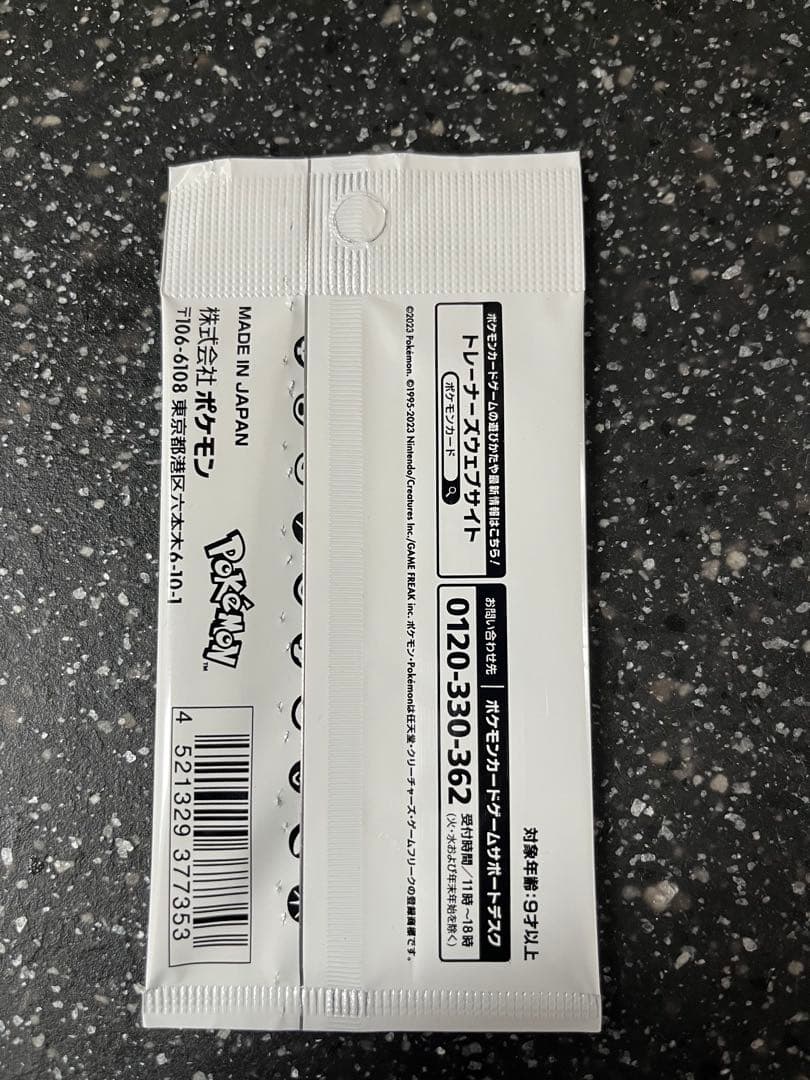 対象年齢:9才以上
ポケモンカードゲームの遊びかたや最新情報はこちら!
トレーナーズウェブサイト
ポケモンカード
お問い合わせ先 ポケモンカードゲームサポートデスク
0120-330-362 受付時間/11時~18時
(火・水および年末年始を除く)
©2023 Pokémon. ©1995-2023 Nintendo/Creatures Inc./GAME FREAK inc. ポケモン・Pokémonは任天堂・クリーチャーズ・ゲームフリークの登録商標です。
MADE IN JAPAN
株式会社 ポケモン
〒106-6108 東京都港区六本木6-10-1
POKéMON™
4 521329 377353